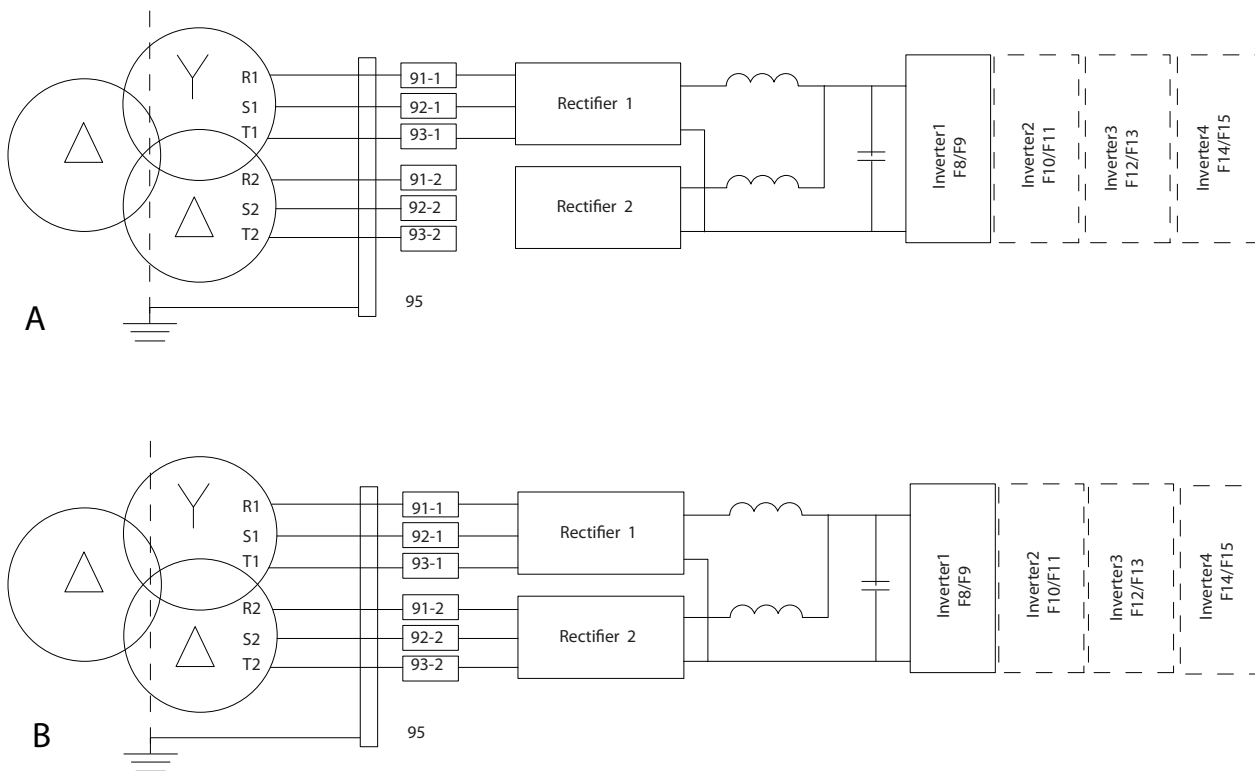 R1
S1
T1
R2
S2
T2
91-1
92-1
93-1
91-2
92-2
93-2
95
Rectifier 1
Rectifier 2
Inverter1
F8/F9
Inverter2
F10/F11
Inverter3
F12/F13
Inverter4
F14/F15
A
R1
S1
T1
R2
S2
T2
91-1
92-1
93-1
91-2
92-2
93-2
95
Rectifier 1
Rectifier 2
Inverter1
F8/F9
Inverter2
F10/F11
Inverter3
F12/F13
Inverter4
F14/F15
B